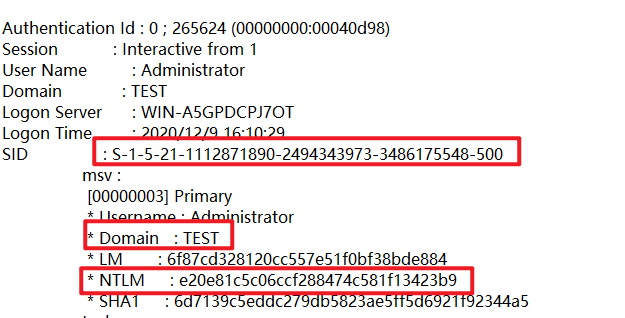 Authentication Id : 0 ; 265624 (00000000:00040d98)
Session : Interactive from 1
User Name : Administrator
Domain : TEST
Logon Server : WIN-A5GPDCPJ7OT
Logon Time : 2020/12/9 16:10:29
SID : S-1-5-21-1112871890-2494343973-3486175548-500
msv :
[00000003] Primary
* Username : Administrator
* Domain : TEST
* LM : 6f87cd328120cc557e51f0bf38bde884
* NTLM : e20e81c5c06ccf288474c581f13423b9
* SHA1 : 6d7139c5eddc279db5823ae5ff5d6921f92344a5